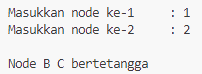 Masukkan node ke-1     : 1
Masukkan node ke-2     : 2
Node B C bertetangga